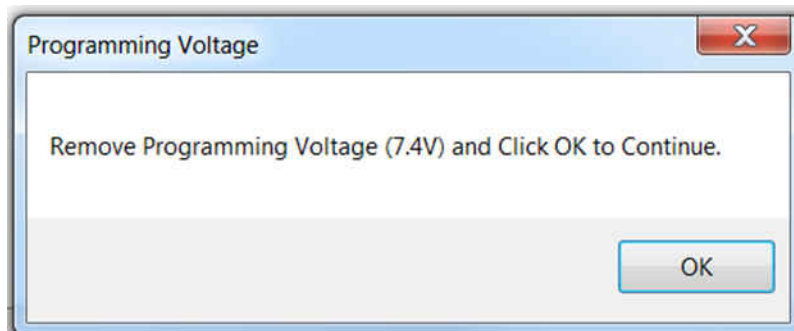 Programming Voltage
Remove Programming Voltage (7.4V) and Click OK to Continue.
OK